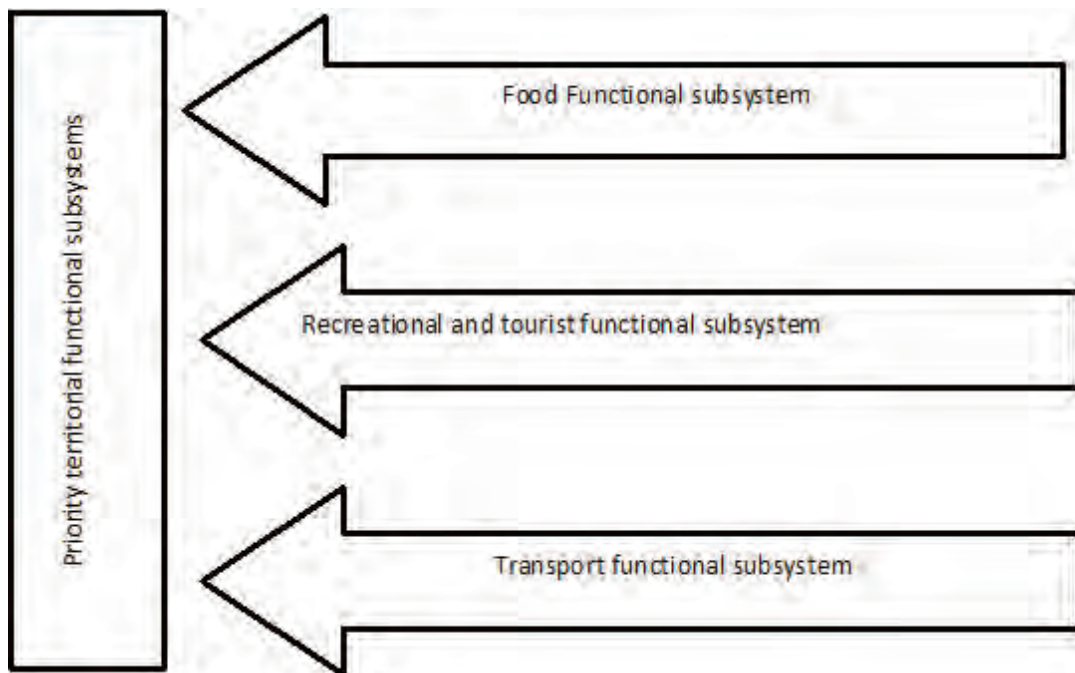 Priority territorial functional subsystems
Food Functional subsystem
Recreational and tourist functional subsystem
Transport functional subsystem